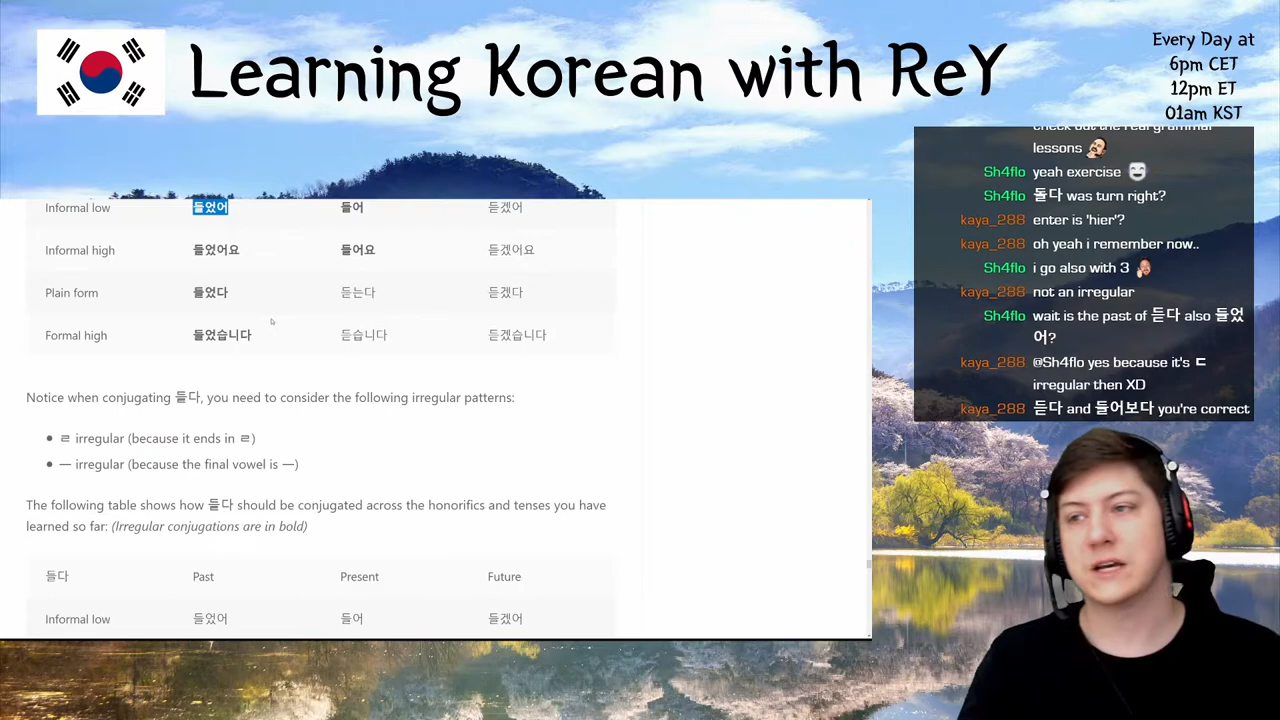 Learning Korean with ReY
Every Day at
6pm CET
12pm ET
01am KST
check out the real grammar
lessons
Sh4flo yeah exercise
Sh4flo 돌다 was turn right?
kaya_288 enter is 'hier'?
kaya_288 oh yeah i remember now..
Sh4flo i go also with 3
kaya_288 not an irregular
Sh4flo wait is the past of 듣다 also 들었
어?
kaya_288 @Sh4flo yes because it's ㄷ
irregular then XD
kaya_288 듣다 and 들어보다 you're correct
Informal low 들었어 들어 듣겠어
Informal high 들었어요 들어요 듣겠어요
Plain form 들었다 듣는다 듣겠다
Formal high 들었습니다 듣습니다 듣겠습니다
Notice when conjugating 들다, you need to consider the following irregular patterns:
● ㄹ irregular (because it ends in ㄹ)
● ㅡ irregular (because the final vowel is ㅡ)
The following table shows how 들다 should be conjugated across the honorifics and tenses you have
learned so far: (Irregular conjugations are in bold)
들다 Past Present Future
Informal low 들었어 들어 들겠어